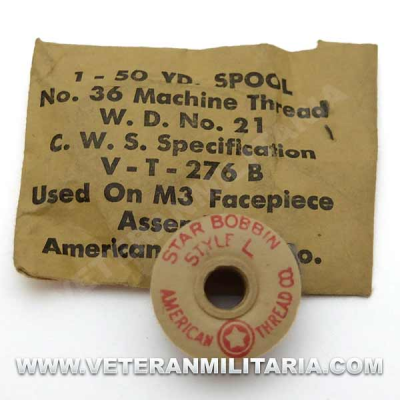 1 - 50 YD. SPOOL
No. 36 Machine Thread
W. D. No. 21
C. W. S. Specification
V - T - 276 B
Used On M3 Facepiece
Assem
American o.
STAR BOBBIN
STYLE L
AMERICAN THREAD CO.
WWW.VETERANMILITARIA.COM